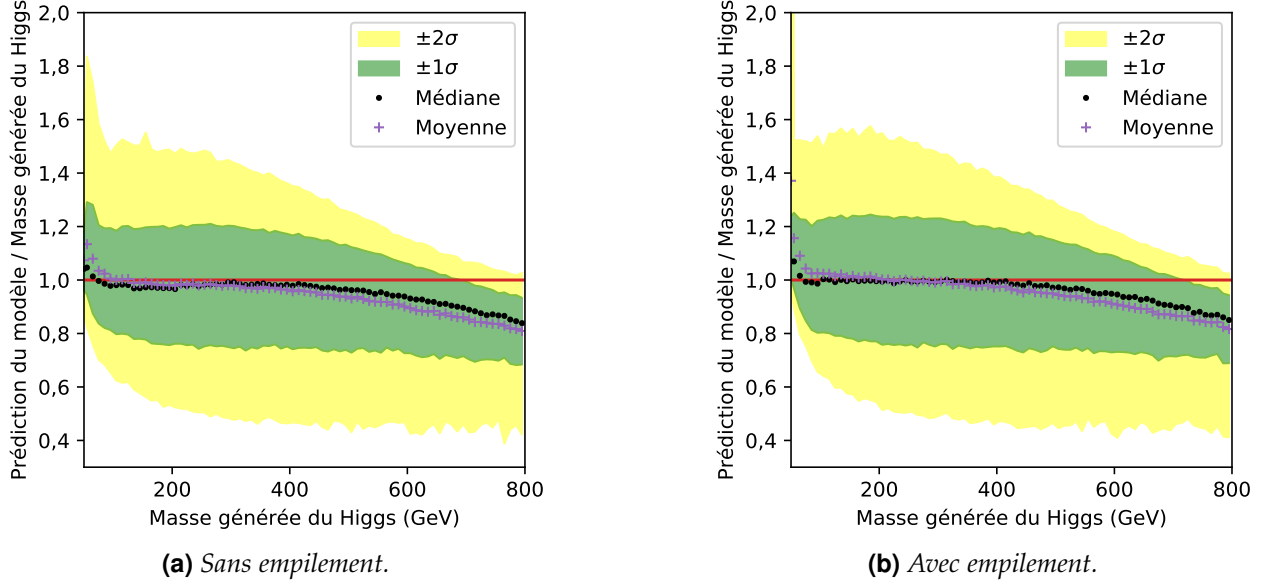 Prédiction du modèle / Masse générée du Higgs
2,0
1,8
1,6
1,4
1,2
1,0
0,8
0,6
0,4
200
400
600
800
Masse générée du Higgs (GeV)
±2σ
±1σ
Médiane
Moyenne
(a) Sans empilement.
Prédiction du modèle / Masse générée du Higgs
2,0
1,8
1,6
1,4
1,2
1,0
0,8
0,6
0,4
200
400
600
800
Masse générée du Higgs (GeV)
±2σ
±1σ
Médiane
Moyenne
(b) Avec empilement.